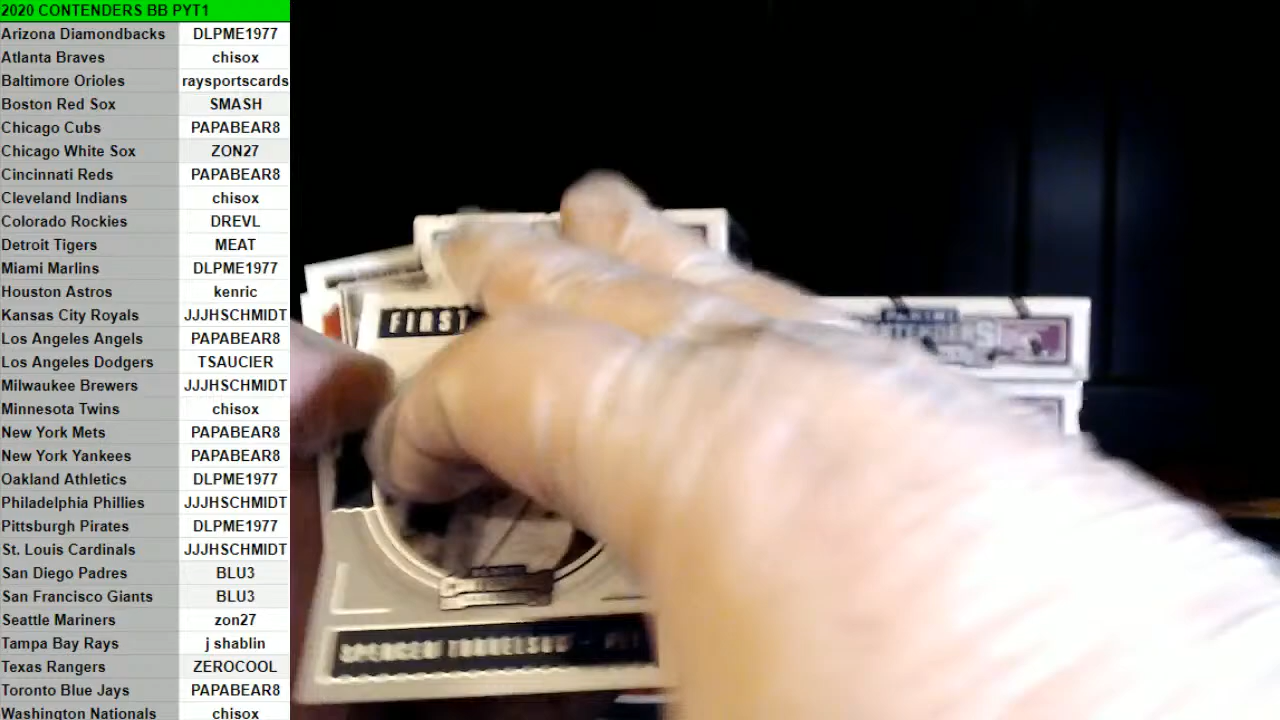 2020 CONTENDERS BB PYT1
Arizona Diamondbacks DLPME1977
Atlanta Braves chisox
Baltimore Orioles raysportscards
Boston Red Sox SMASH
Chicago Cubs PAPABEAR8
Chicago White Sox ZON27
Cincinnati Reds PAPABEAR8
Cleveland Indians chisox
Colorado Rockies DREVL
Detroit Tigers MEAT
Miami Marlins DLPME1977
Houston Astros kenric
Kansas City Royals JJJHSCHMIDT
Los Angeles Angels PAPABEAR8
Los Angeles Dodgers TSAUCIER
Milwaukee Brewers JJJHSCHMIDT
Minnesota Twins chisox
New York Mets PAPABEAR8
New York Yankees PAPABEAR8
Oakland Athletics DLPME1977
Philadelphia Phillies JJJHSCHMIDT
Pittsburgh Pirates DLPME1977
St. Louis Cardinals JJJHSCHMIDT
San Diego Padres BLU3
San Francisco Giants BLU3
Seattle Mariners zon27
Tampa Bay Rays j shablin
Texas Rangers ZEROCOOL
Toronto Blue Jays PAPABEAR8
Washington Nationals chisox
FIRST
CONTENDERS
SPENCER TORKELSON
PANINI